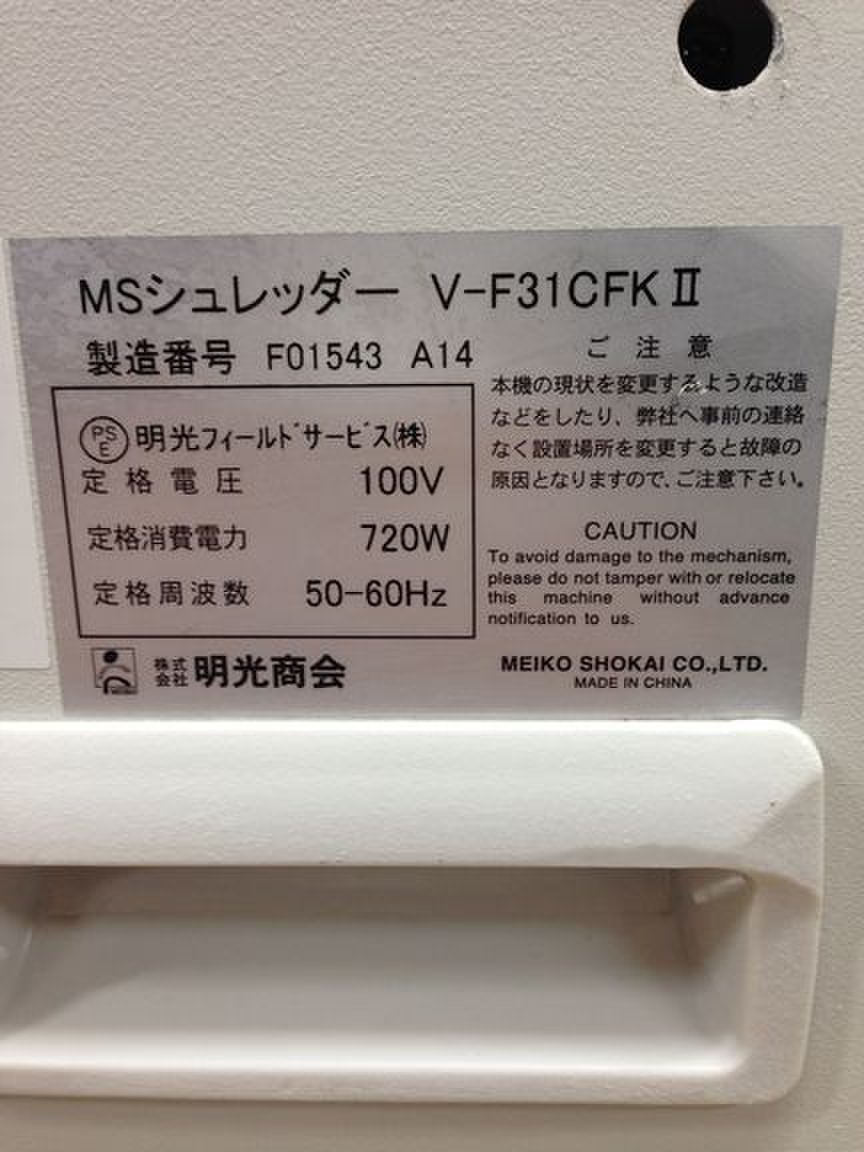 MSシュレッダー V-F31CFKⅡ
製造番号 F01543 A14
PS
E
明光フィールドサービス㈱
定格電圧 100V
定格消費電力 720W
定格周波数 50-60Hz
株式
会社 明光商会
ご注意
本機の現状を変更するような改造
などをしたり、弊社へ事前の連絡
なく設置場所を変更すると故障の
原因となりますので、ご注意下さい。
CAUTION
To avoid damage to the mechanism,
please do not tamper with or relocate
this machine without advance
notification to us.
MEIKO SHOKAI CO.,LTD.
MADE IN CHINA